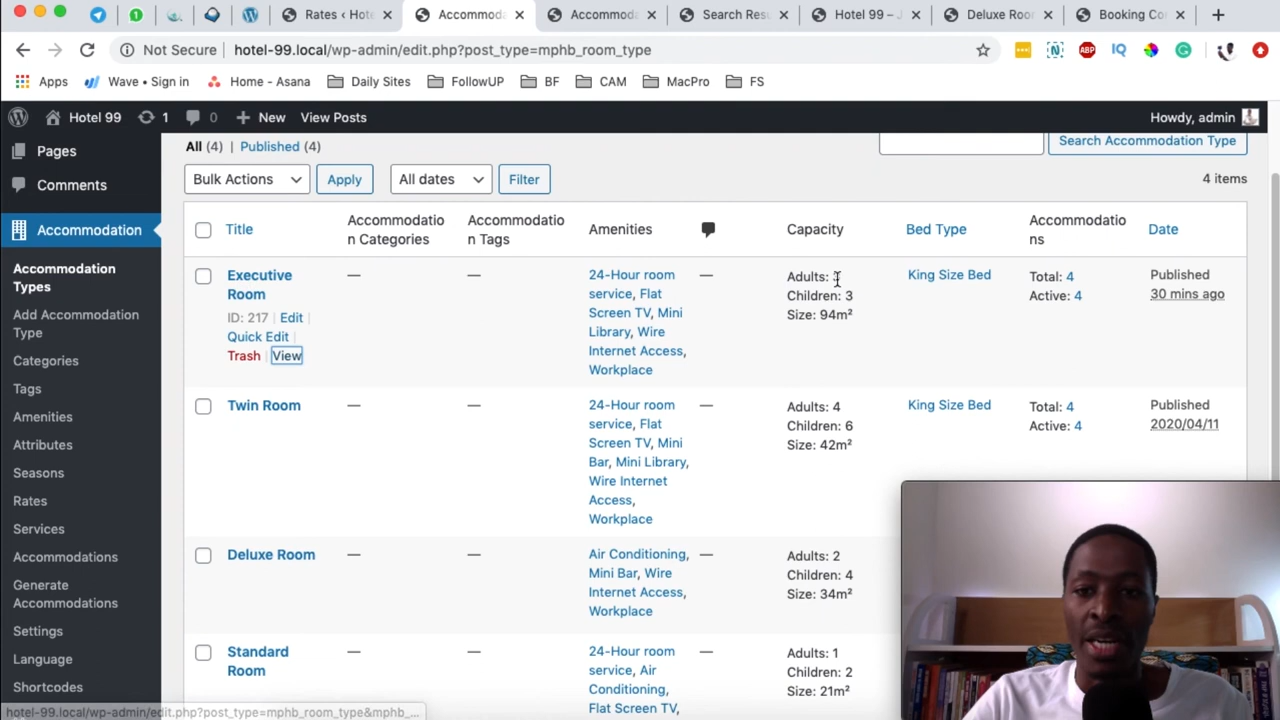 Rates ‹ Hote
Accommoda
Accommoda
Search Resu
Hotel 99 – J
Deluxe Roo
Booking Co
Not Secure hotel-99.local/wp-admin/edit.php?post_type=mphb_room_type
ABP
IQ
Apps
Wave • Sign in
Home - Asana
Daily Sites
FollowUP
BF
CAM
MacPro
FS
Hotel 99
1
0
New
View Posts
Howdy, admin
Pages
Comments
Accommodation
Accommodation
Types
Add Accommodation
Type
Categories
Tags
Amenities
Attributes
Seasons
Rates
Services
Accommodations
Generate
Accommodations
Settings
Language
Shortcodes
All (4) | Published (4)
Search Accommodation Type
Bulk Actions
Apply
All dates
Filter
4 items
Title
Accommodatio
n Categories
Accommodatio
n Tags
Amenities
Capacity
Bed Type
Accommodatio
ns
Date
Executive
Room
ID: 217 | Edit |
Quick Edit |
Trash | View
—
—
24-Hour room
service, Flat
Screen TV, Mini
Library, Wire
Internet Access,
Workplace
—
Adults:
Children: 3
Size: 94m²
King Size Bed
Total: 4
Active: 4
Published
30 mins ago
Twin Room
—
—
24-Hour room
service, Flat
Screen TV, Mini
Bar, Mini Library,
Wire Internet
Access,
Workplace
—
Adults: 4
Children: 6
Size: 42m²
King Size Bed
Total: 4
Active: 4
Published
2020/04/11
Deluxe Room
—
—
Air Conditioning,
Mini Bar, Wire
Internet Access,
Workplace
—
Adults: 2
Children: 4
Size: 34m²
Standard
Room
—
—
24-Hour room
service, Air
Conditioning,
Flat Screen TV,
—
Adults: 1
Children: 2
Size: 21m²
hotel-99.local/wp-admin/edit.php?post_type=mphb_room_type&mphb_...